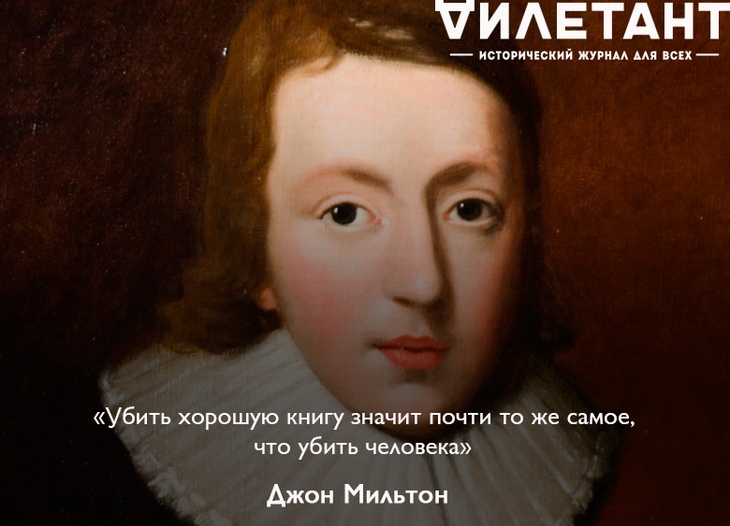 ДИЛЕТАНТ
ИСТОРИЧЕСКИЙ ЖУРНАЛ ДЛЯ ВСЕХ
«Убить хорошую книгу значит почти то же самое,
что убить человека»
Джон Мильтон